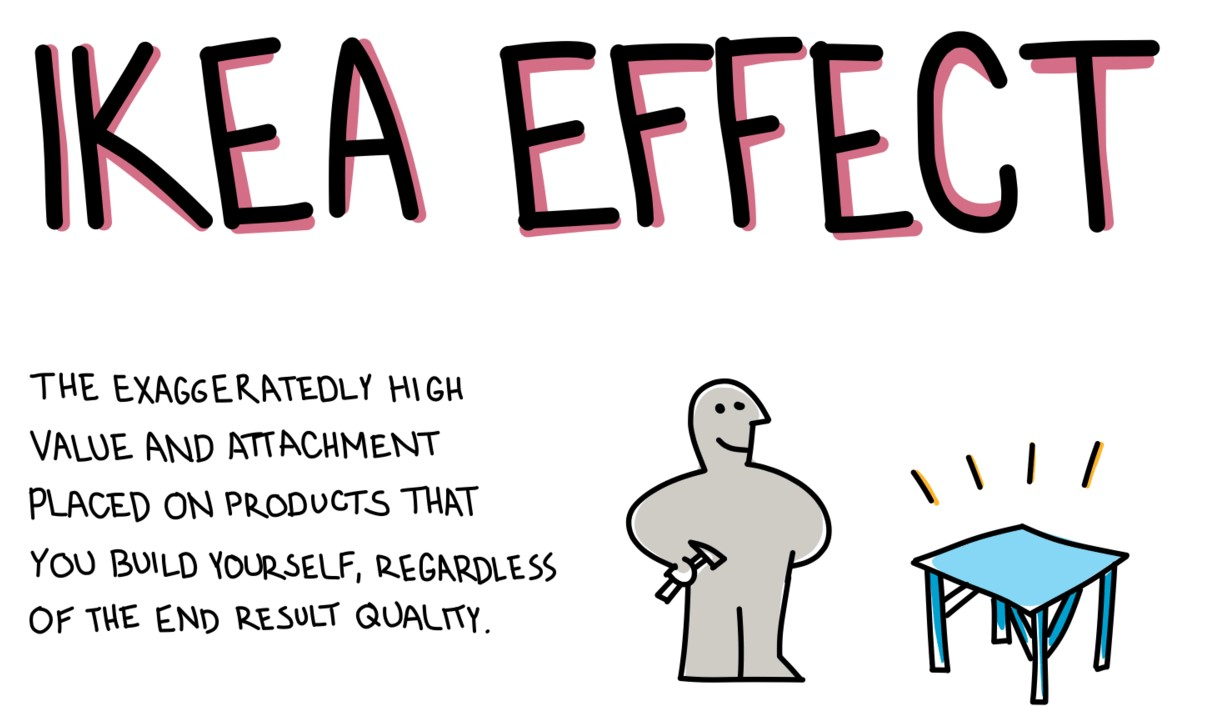 IKEA EFFECT
THE EXAGGERATEDLY HIGH
VALUE AND ATTACHMENT
PLACED ON PRODUCTS THAT
YOU BUILD YOURSELF, REGARDLESS
OF THE END RESULT QUALITY.